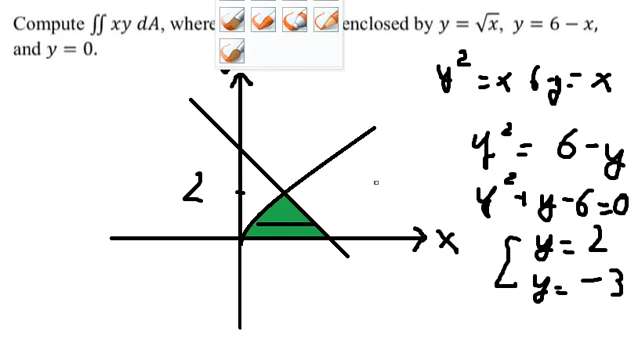 Compute ∬ xy dA, where enclosed by y = √x, y = 6 − x,
and y = 0.
y² = x 6 y = x
2
y² = 6 - y
y² + y - 6 = 0
x
[ y = 2
y = -3